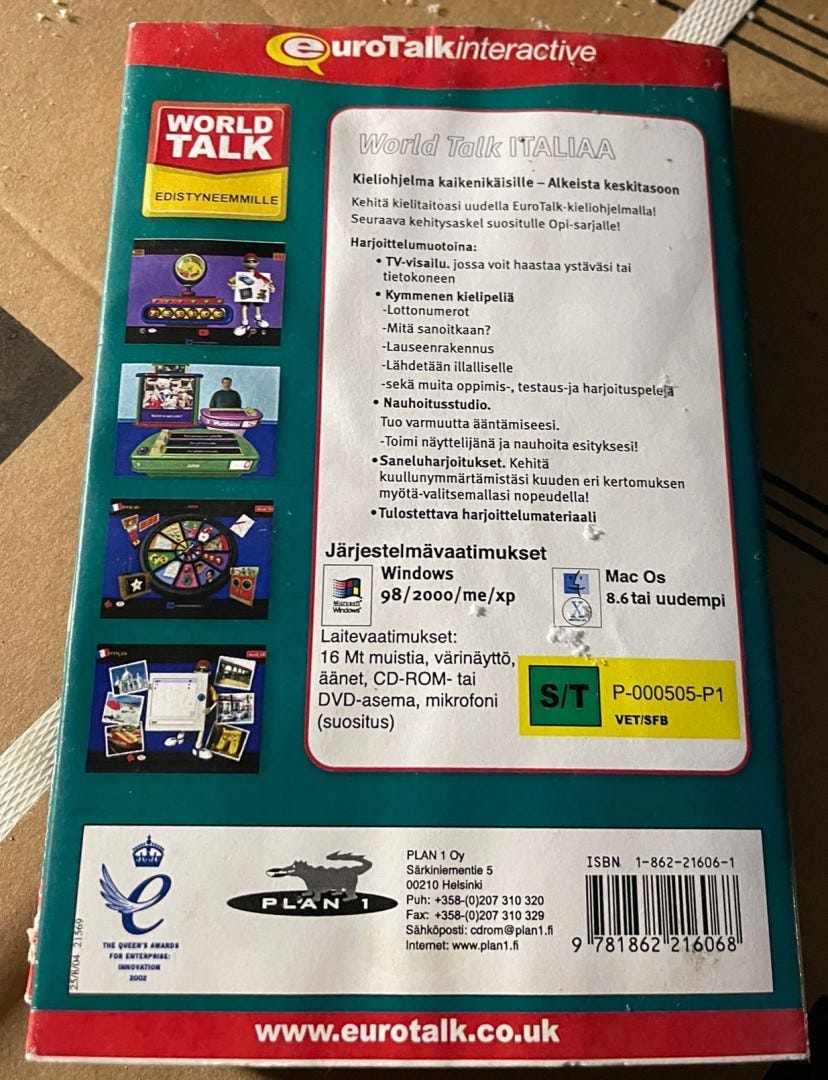 euroTalkinteractive
WORLD
TALK
EDISTYNEEMMILLE
World Talk ITALIAA
Kieliohjelma kaikenikäisille – Alkeista keskitasoon
Kehitä kielitaitoasi uudella EuroTalk-kieliohjelmalla!
Seuraava kehitysaskel suositulle Opi-sarjalle!
Harjoittelumuotoina:
• TV-visailu. jossa voit haastaa ystäväsi tai
tietokoneen
• Kymmenen kielipeliä
-Lottonumerot
-Mitä sanoitkaan?
-Lauseenrakennus
-Lähdetään illalliselle
-sekä muita oppimis-, testaus-ja harjoituspelejä
• Nauhoitusstudio.
Tuo varmuutta ääntämiseesi.
-Toimi näyttelijänä ja nauhoita esityksesi!
•Saneluharjoitukset. Kehitä
kuullunymmärtämistäsi kuuden eri kertomuksen
myötä-valitsemallasi nopeudella!
•Tulostettava harjoittelumateriaali
Järjestelmävaatimukset
Microsoft
Windows
Windows
98/2000/me/xp
Mac Os
8.6 tai uudempi
Laitevaatimukset:
16 Mt muistia, värinäyttö,
äänet, CD-ROM- tai
DVD-asema, mikrofoni
(suositus)
S/T
P-000505-P1
VET/SFB
THE QUEEN'S AWARDS
FOR ENTERPRISE:
INNOVATION
2002
25/8/04 21569
PLAN 1
PLAN 1 Oy
Särkiniementie 5
00210 Helsinki
Puh: +358-(0)207 310 320
Fax: +358-(0)207 310 329
Sähköposti: cdrom@plan1.fi
Internet: www.plan1.fi
ISBN 1-862-21606-1
9 781862 216068
www.eurotalk.co.uk